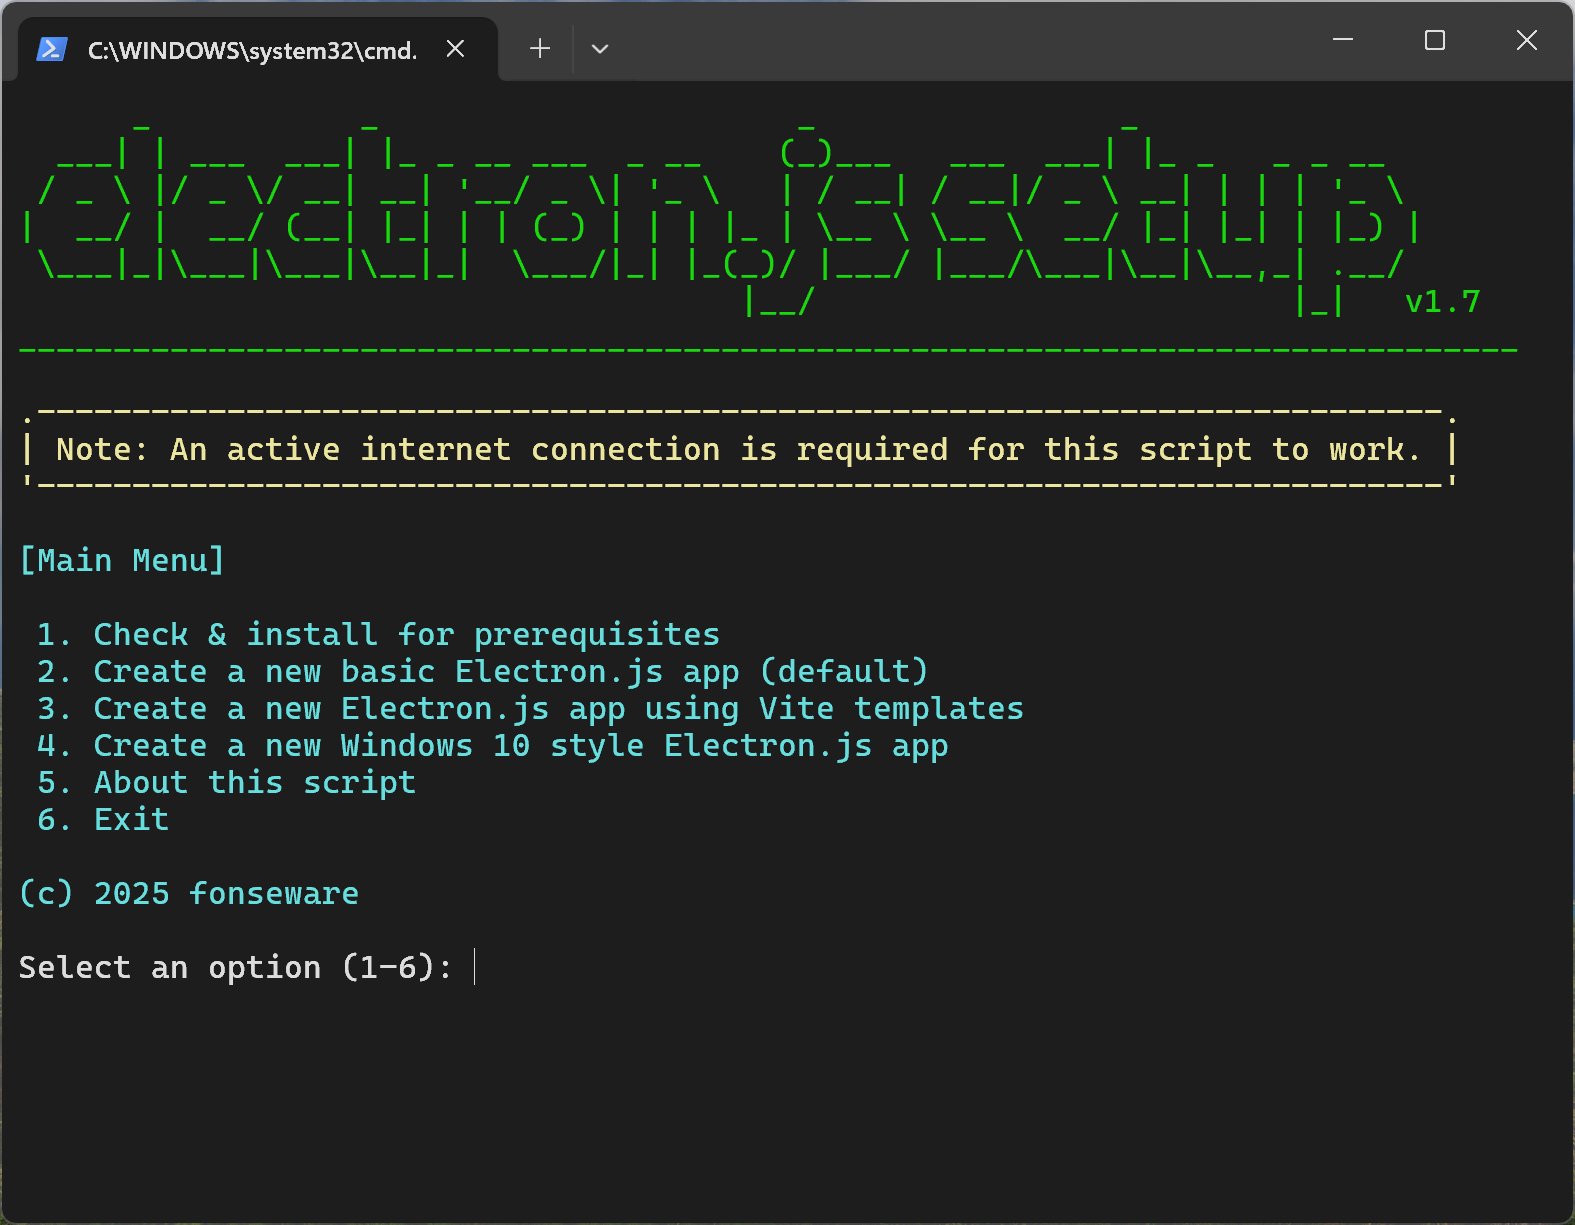 C:\WINDOWS\system32\cmd.
electron.js setup
v1.7
Note: An active internet connection is required for this script to work.
[Main Menu]
1. Check & install for prerequisites
2. Create a new basic Electron.js app (default)
3. Create a new Electron.js app using Vite templates
4. Create a new Windows 10 style Electron.js app
5. About this script
6. Exit
(c) 2025 fonseware
Select an option (1-6):